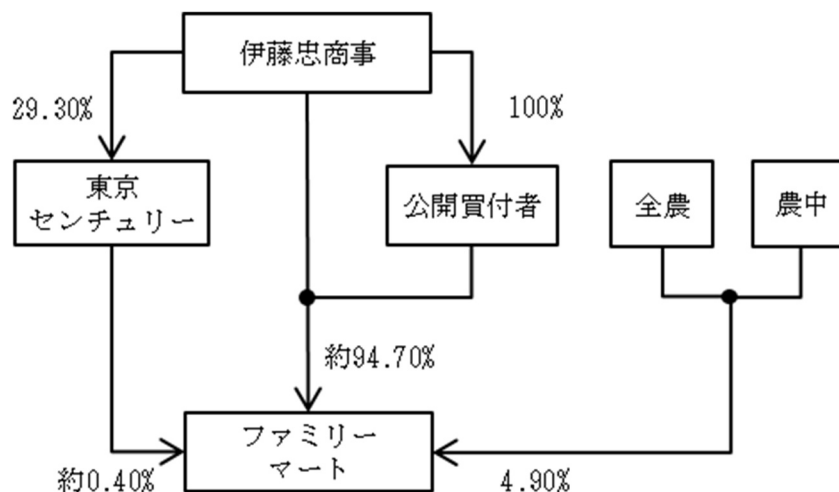 伊藤忠商事
29.30%
100%
東京
センチュリー
公開買付者
全農
農中
約94.70%
ファミリー
マート
約0.40%
4.90%